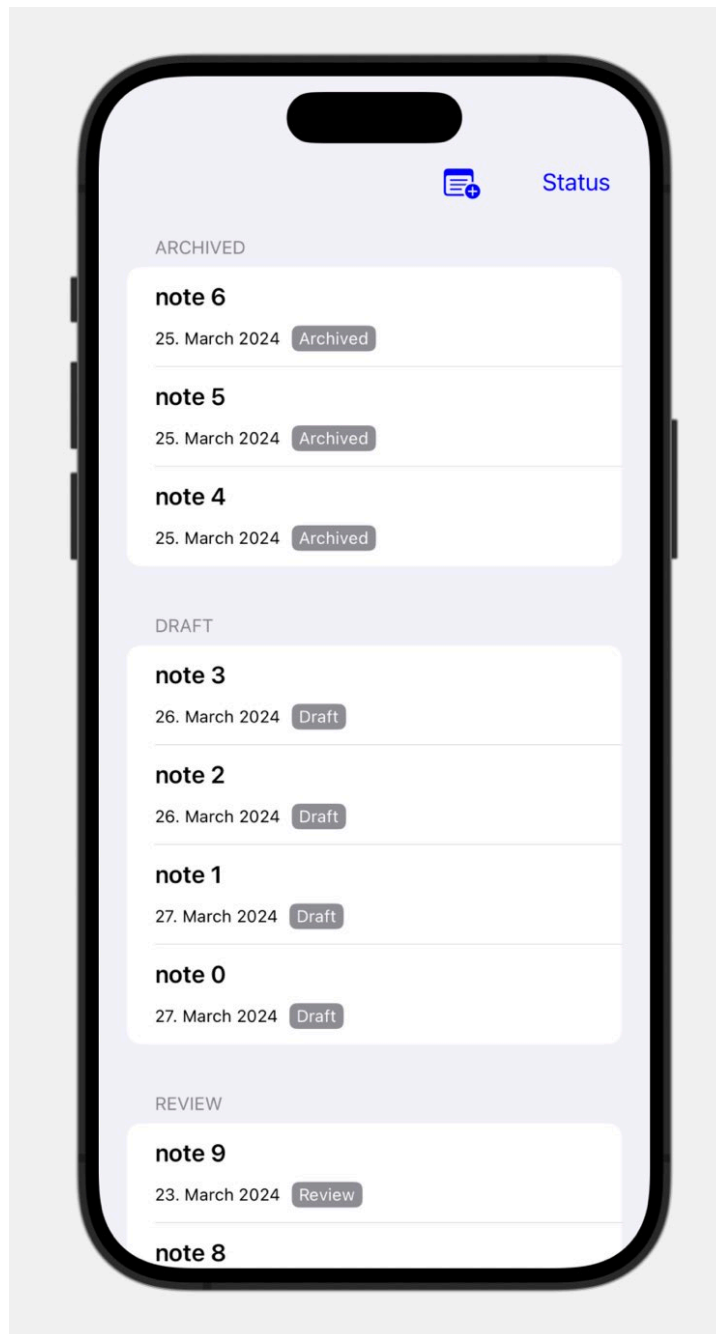 Status
ARCHIVED
note 6
25. March 2024 Archived
note 5
25. March 2024 Archived
note 4
25. March 2024 Archived
DRAFT
note 3
26. March 2024 Draft
note 2
26. March 2024 Draft
note 1
27. March 2024 Draft
note 0
27. March 2024 Draft
REVIEW
note 9
23. March 2024 Review
note 8